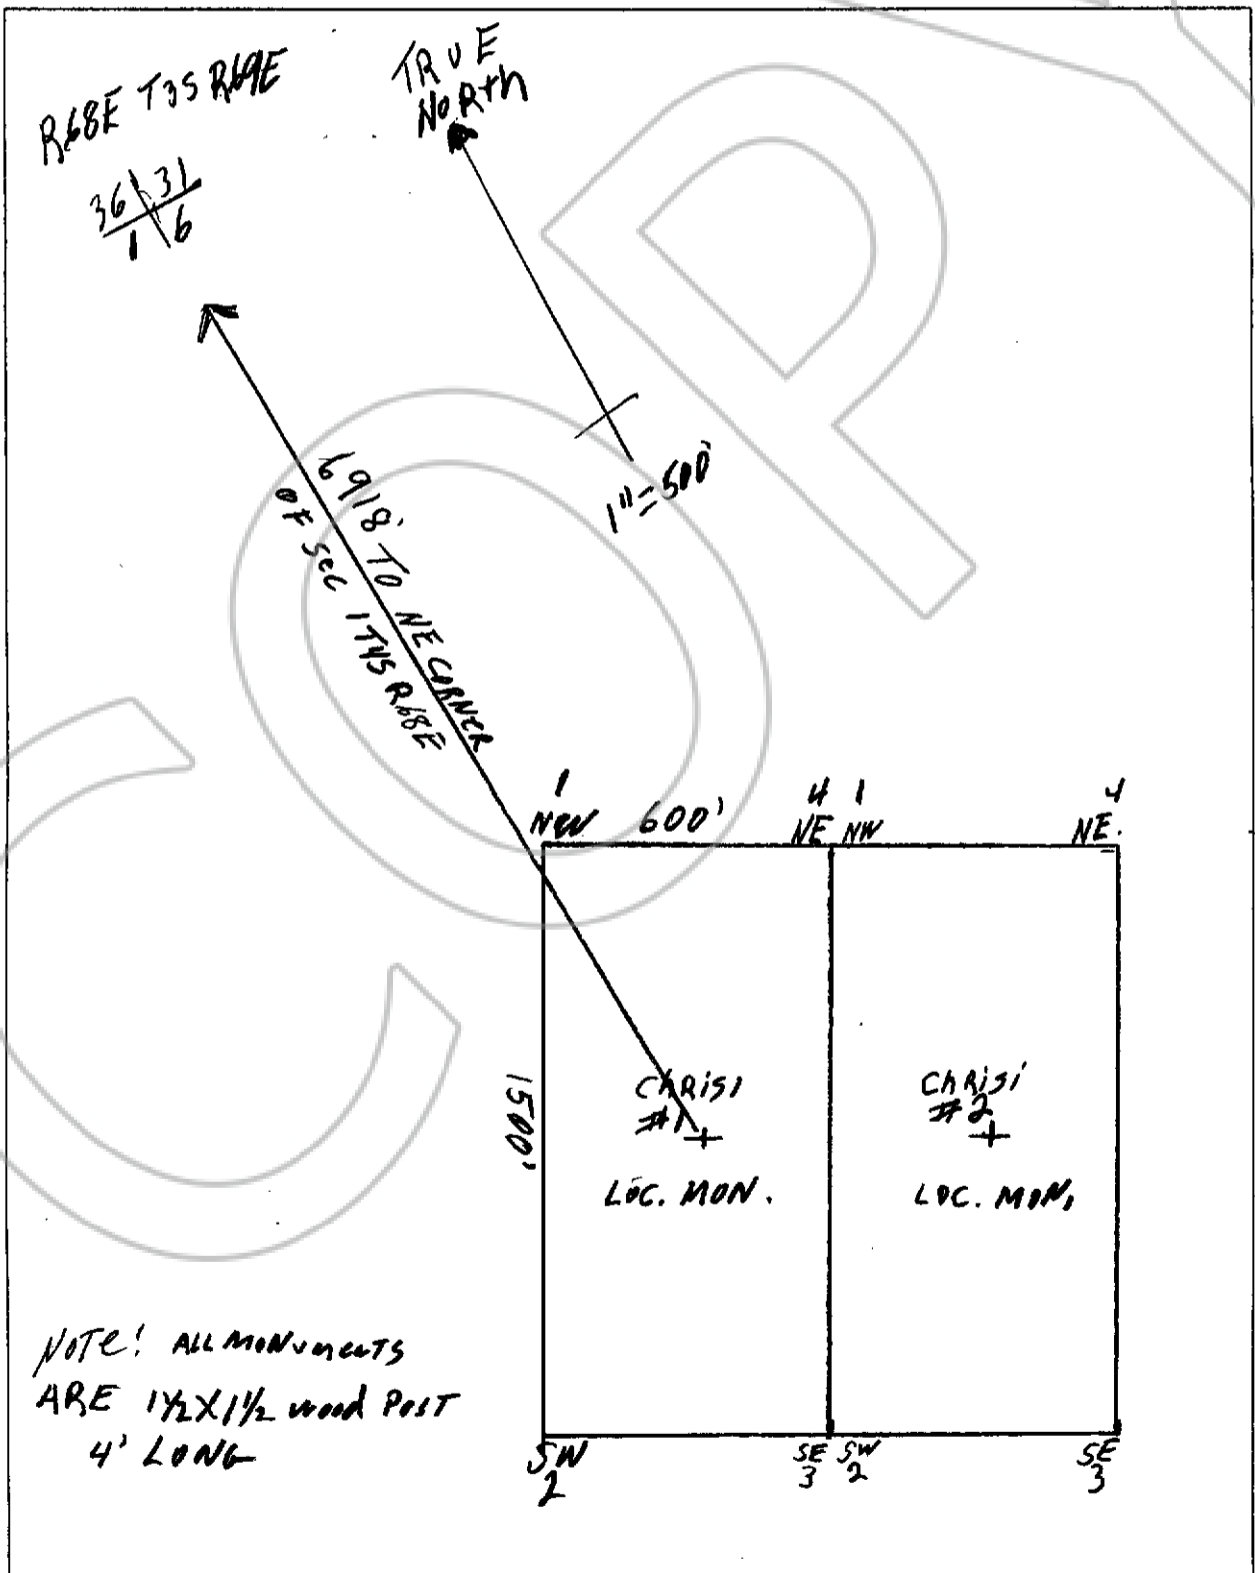 R68E T3S R69E
36 31
1 6
TRUE
NORTH
1"=500'
6918' TO NE CORNER
OF SEC 1 T4S R68E
1 4 1 4
NW 600' NE NW NE.
1500'
CHRISI
#1
LOC. MON.
CHRISI
#2
LOC. MON.
NOTE! ALL MONUMENTS
ARE 1½X1½ wood POST
4' LONG
SW SE SW SE
2 3 2 3
COPY